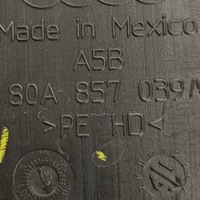 Made in Mexico
A5B
80A 857 039
>PE HD<